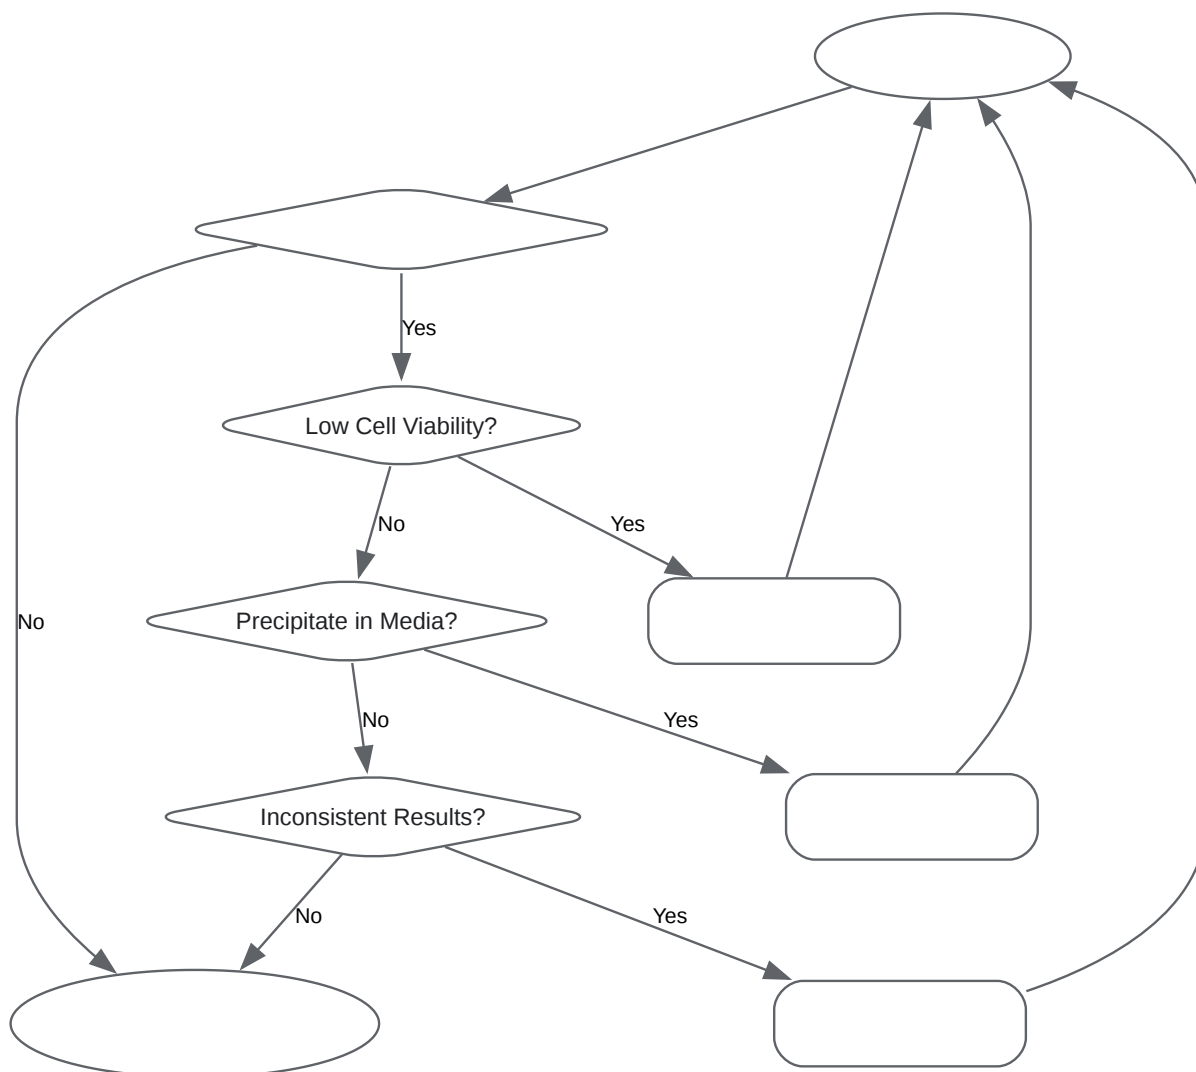 Yes
Low Cell Viability?
No
Yes
Precipitate in Media?
No
No
Yes
Inconsistent Results?
No
Yes